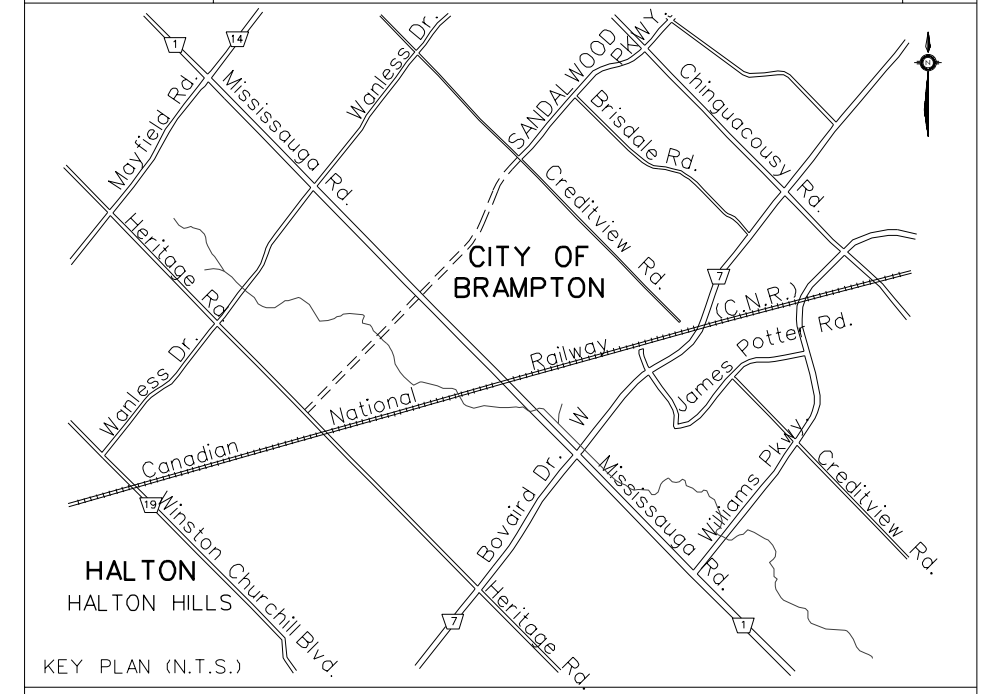 1
14
Mayfield Rd.
Mississauga Rd.
Wanless Dr.
SANDALWOOD PKWY.
Chinguacousy Rd.
N
Brisdale Rd.
Creditview Rd.
Heritage Rd
CITY OF
BRAMPTON
7
(C.N.R.)
Canadian National Railway
Wanless Dr.
James Potter Rd.
Bovaird Dr. W
Mississauga Rd.
Williams Pkwy.
Creditview Rd.
19
Winston Churchill Blvd.
HALTON
HALTON HILLS
Heritage Rd.
7
1
KEY PLAN (N.T.S.)